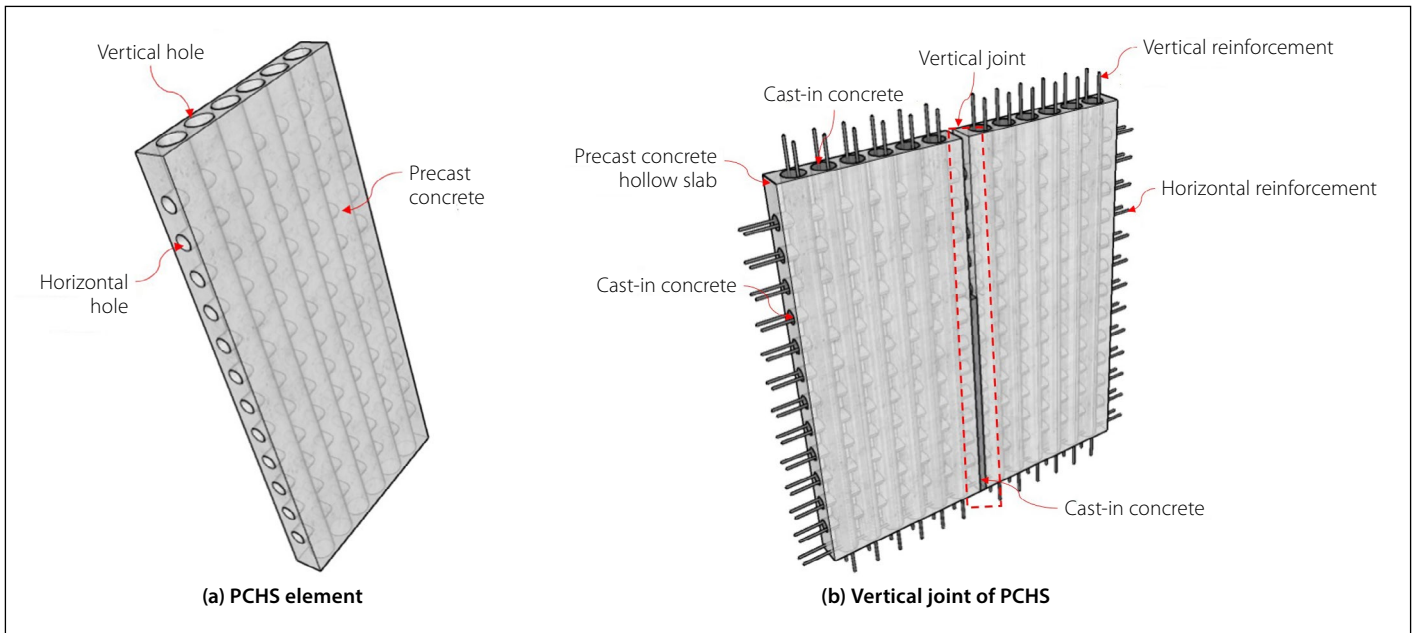 Vertical hole
Precast
concrete
Horizontal
hole
(a) PCHS element
Vertical joint
Vertical reinforcement
Cast-in concrete
Precast concrete
hollow slab
Horizontal reinforcement
Cast-in concrete
Cast-in concrete
(b) Vertical joint of PCHS